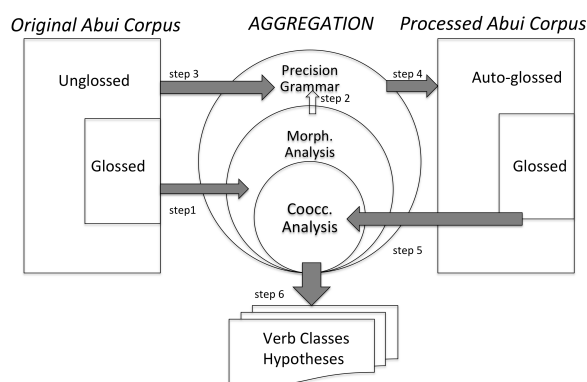 Original Abui Corpus
AGGREGATION
Processed Abui Corpus
Unglossed
step 3
Precision
Grammar
step 4
Auto-glossed
step 2
Morph.
Analysis
Glossed
Glossed
step1
Coocc.
Analysis
step 5
step 6
Verb Classes
Hypotheses